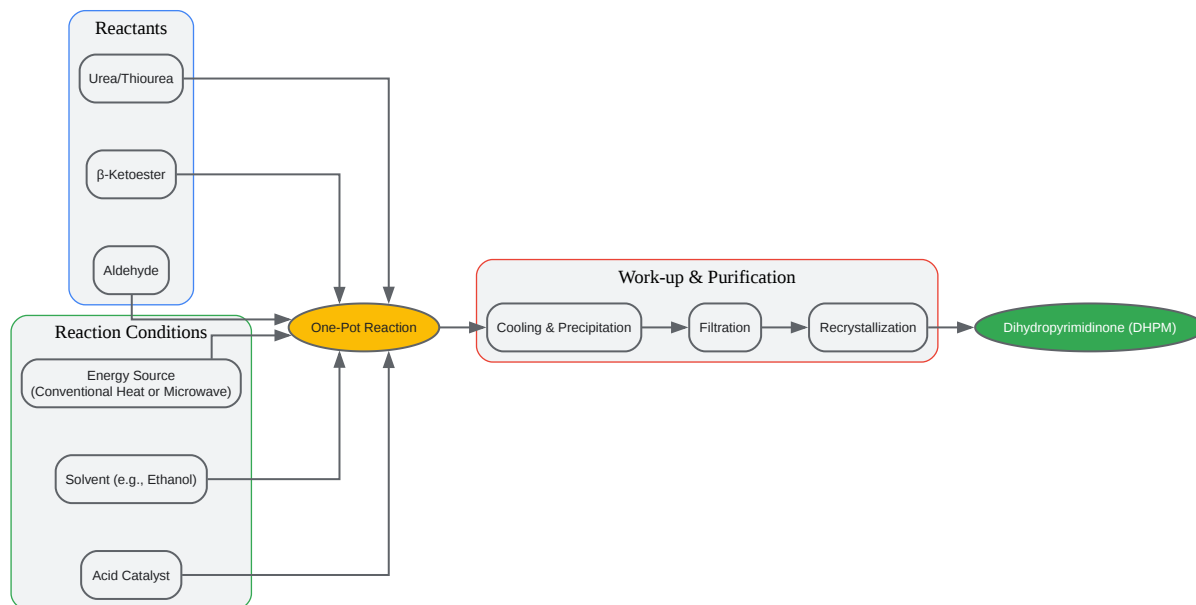 Reactants
Urea/Thiourea
β-Ketoester
Aldehyde
Reaction Conditions
Energy Source
(Conventional Heat or Microwave)
Solvent (e.g., Ethanol)
Acid Catalyst
One-Pot Reaction
Work-up & Purification
Cooling & Precipitation
Filtration
Recrystallization
Dihydropyrimidinone (DHPM)